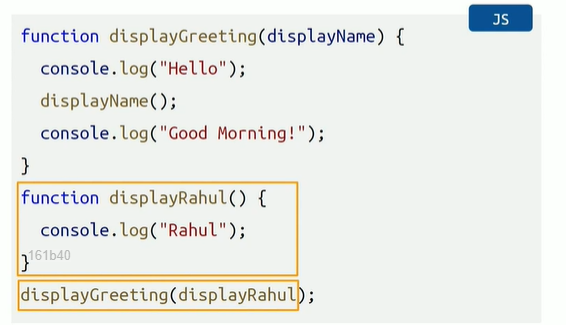 JS
function displayGreeting(displayName) {
  console.log("Hello");
  displayName();
  console.log("Good Morning!");
}
function displayRahul() {
  console.log("Rahul");
}
161b40
displayGreeting(displayRahul);